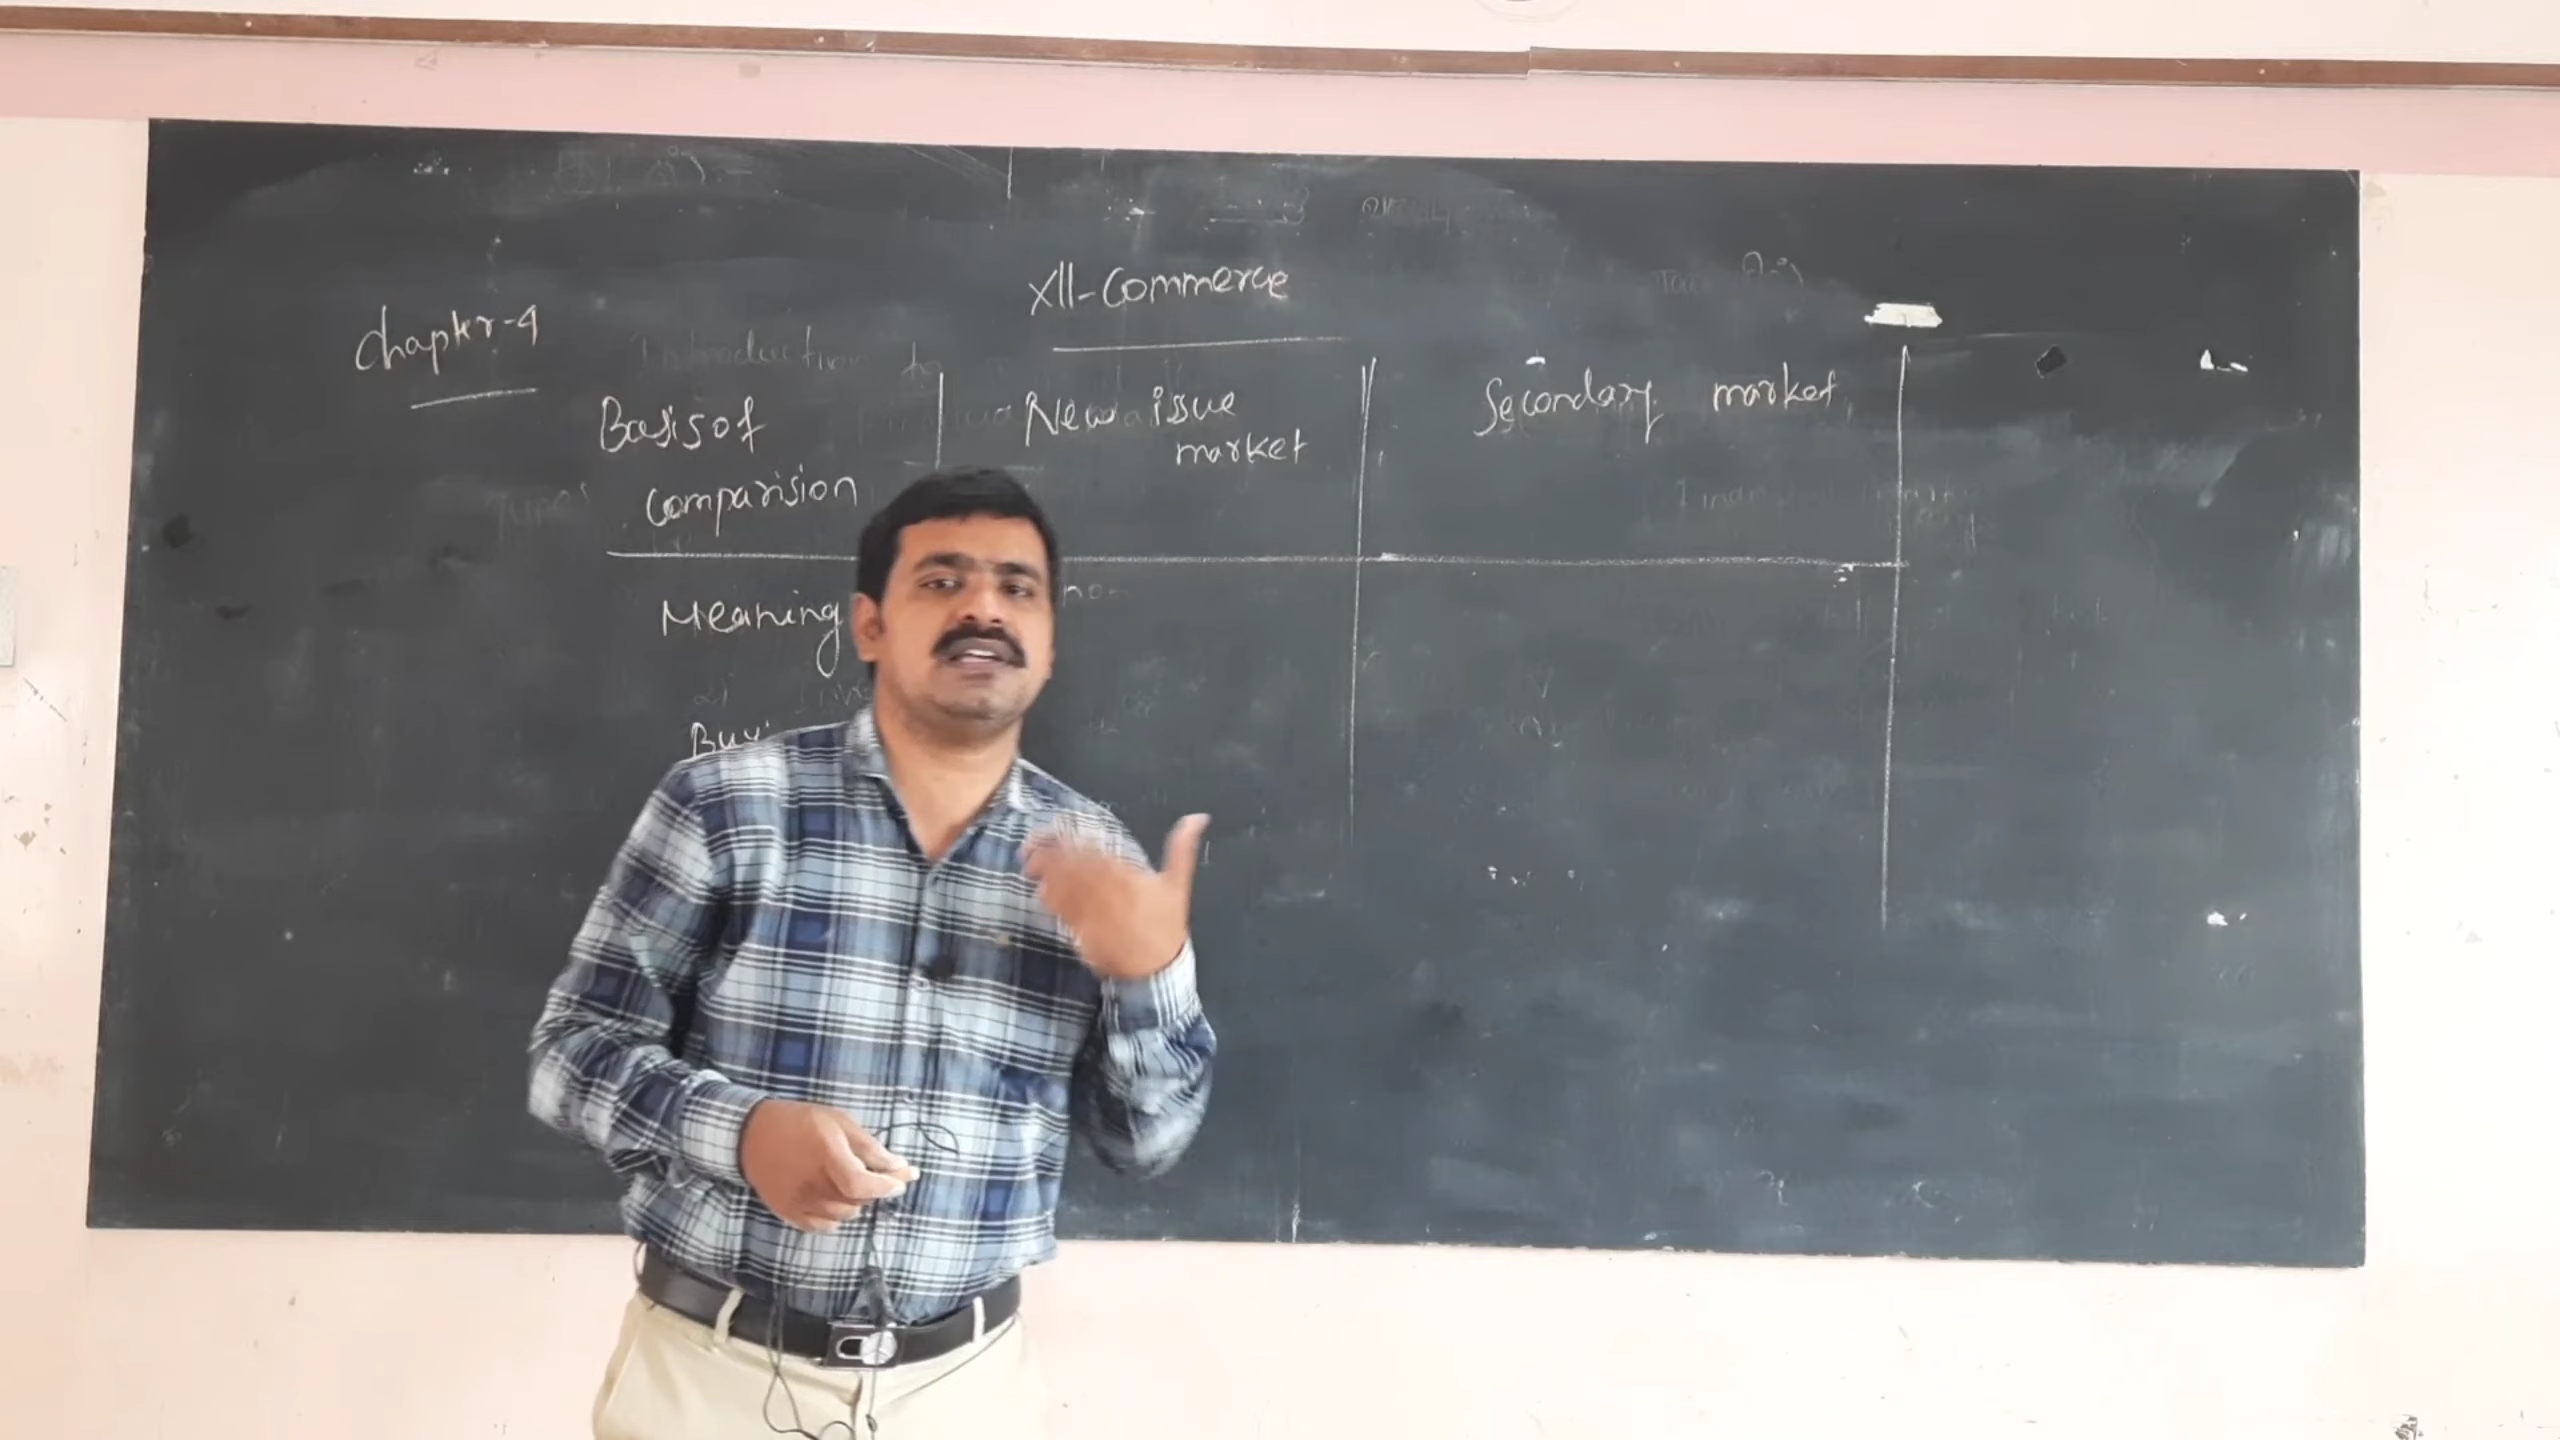 XII-Commerce
Chapter-4
Basis of New issue Secondary market
market
comparision
Meaning